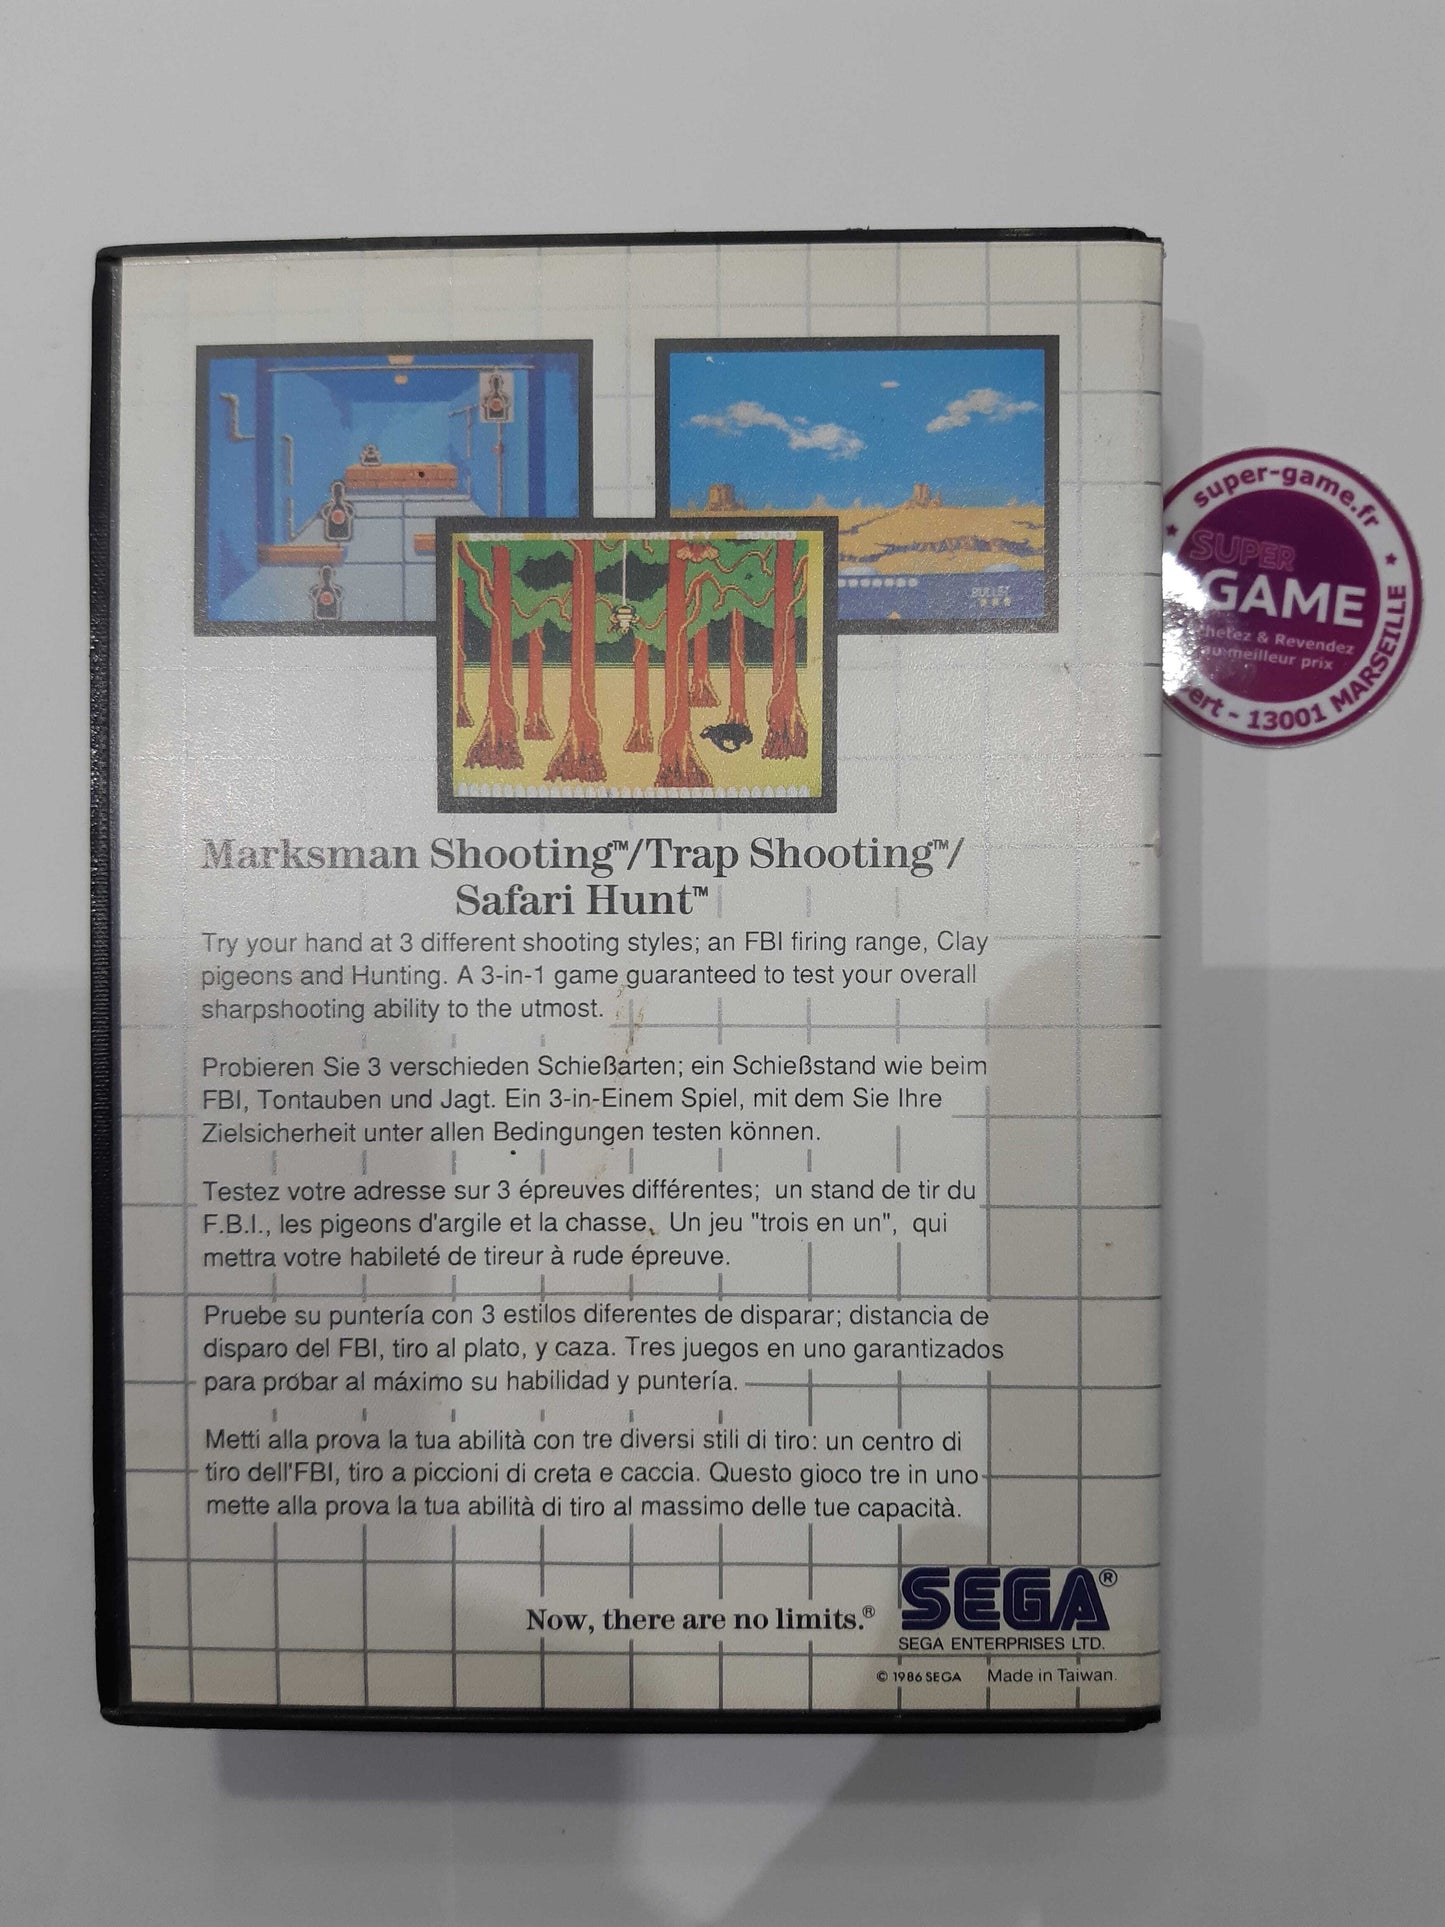 BULLET
super-game.fr
SUPER
GAME
hetez & Revendez
au meilleur prix
ert - 13001 MARSEILLE
Marksman Shooting™/Trap Shooting™/
Safari Hunt™
Try your hand at 3 different shooting styles; an FBI firing range, Clay
pigeons and Hunting. A 3-in-1 game guaranteed to test your overall
sharpshooting ability to the utmost.
Probieren Sie 3 verschieden Schießarten; ein Schießstand wie beim
FBI, Tontauben und Jagt. Ein 3-in-Einem Spiel, mit dem Sie Ihre
Zielsicherheit unter allen Bedingungen testen können.
Testez votre adresse sur 3 épreuves différentes; un stand de tir du
F.B.I., les pigeons d'argile et la chasse. Un jeu "trois en un", qui
mettra votre habileté de tireur à rude épreuve.
Pruebe su puntería con 3 estilos diferentes de disparar; distancia de
disparo del FBI, tiro al plato, y caza. Tres juegos en uno garantizados
para probar al máximo su habilidad y puntería.
Metti alla prova la tua abilità con tre diversi stili di tiro: un centro di
tiro dell'FBI, tiro a piccioni di creta e caccia. Questo gioco tre in uno
mette alla prova la tua abilità di tiro al massimo delle tue capacità.
Now, there are no limits.®
SEGA®
SEGA ENTERPRISES LTD.
© 1986 SEGA Made in Taiwan.